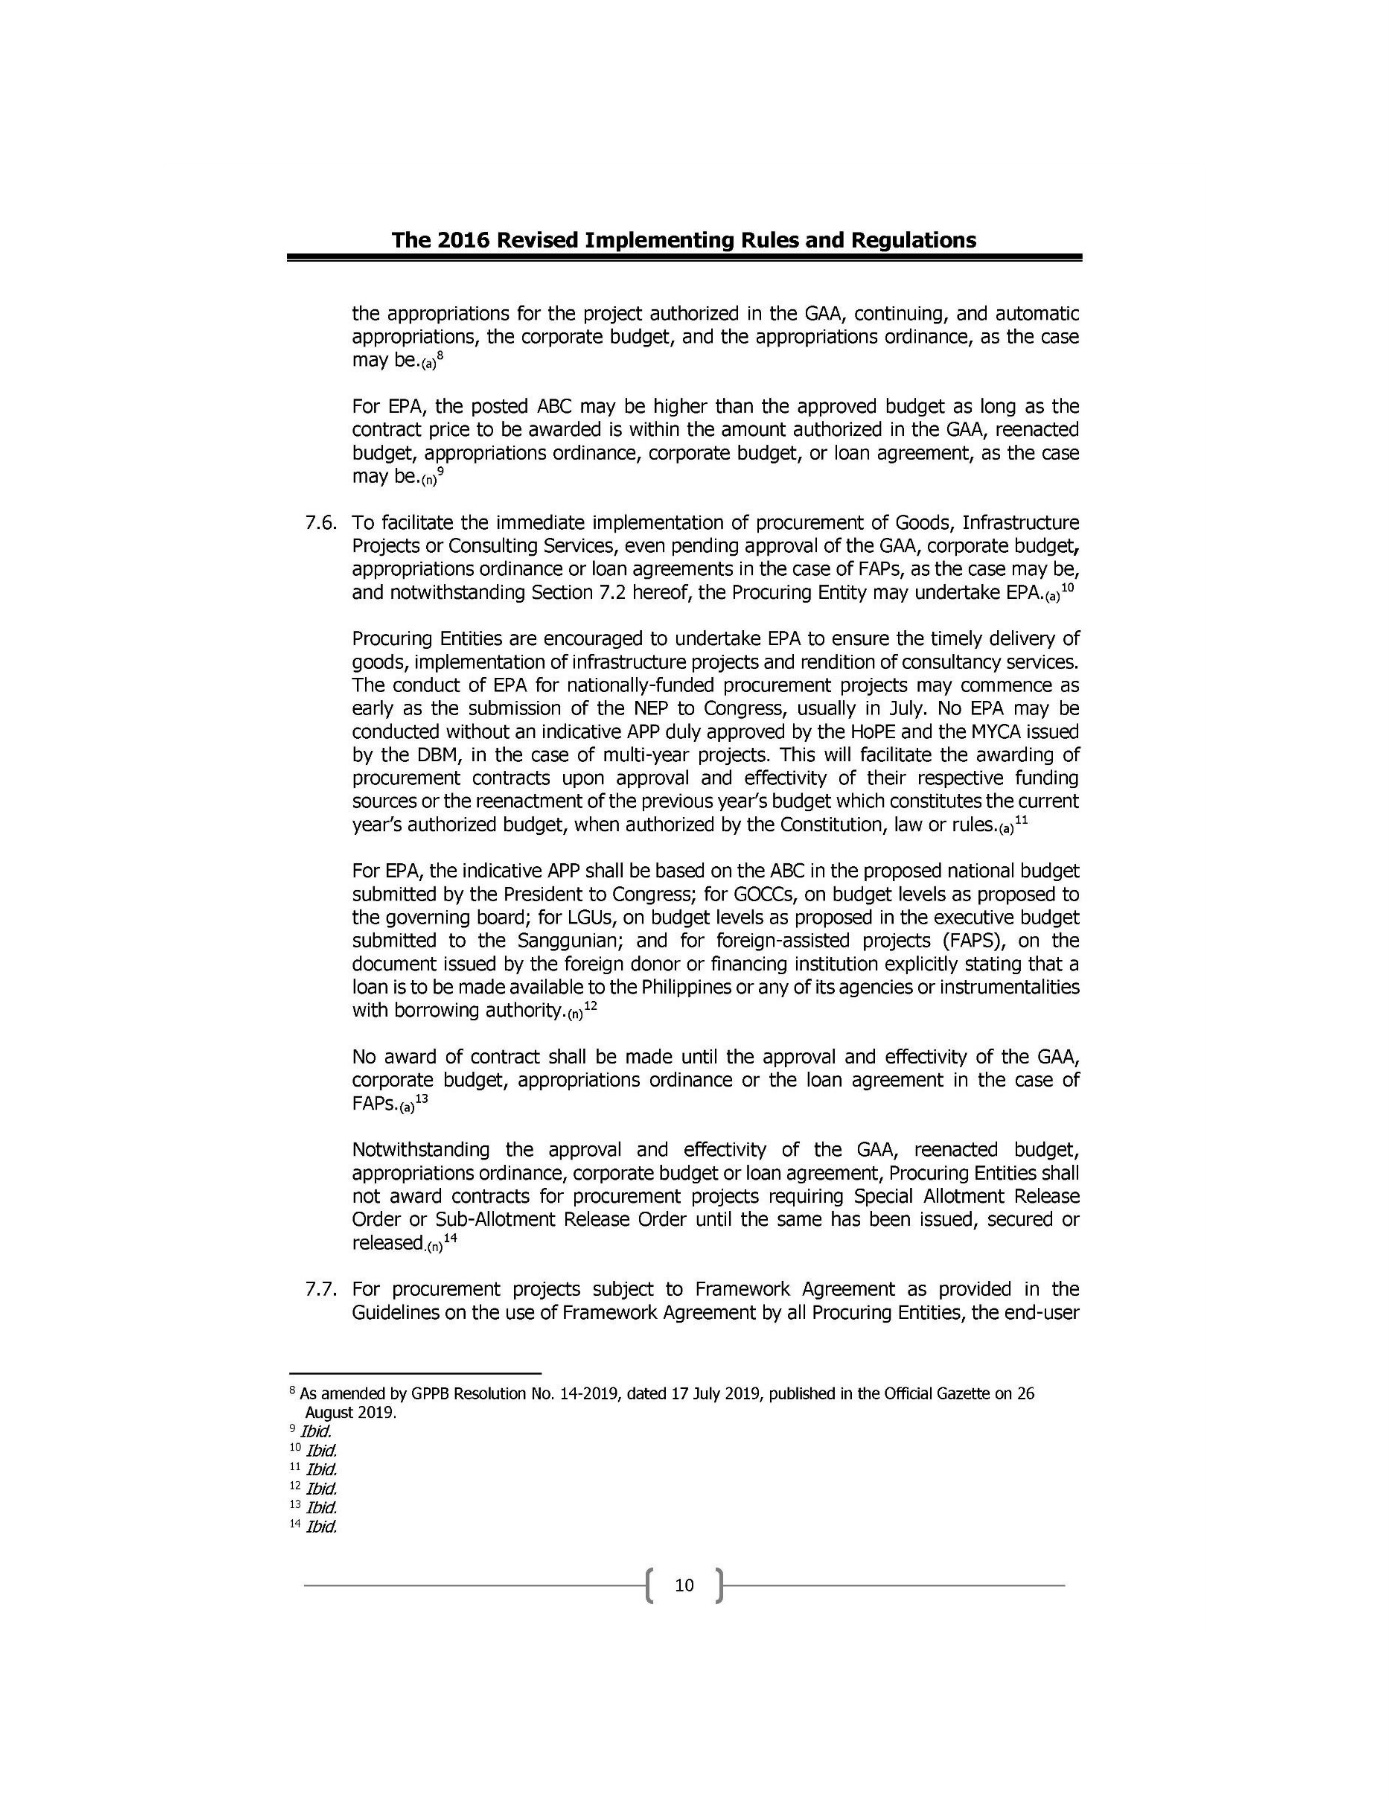 The 2016 Revised Implementing Rules and Regulations
the appropriations for the project authorized in the GAA, continuing, and automatic
appropriations, the corporate budget, and the appropriations ordinance, as the case
may be.(a)8
For EPA, the posted ABC may be higher than the approved budget as long as the
contract price to be awarded is within the amount authorized in the GAA, reenacted
budget, appropriations ordinance, corporate budget, or loan agreement, as the case
may be.(n)9
7.6. To facilitate the immediate implementation of procurement of Goods, Infrastructure
Projects or Consulting Services, even pending approval of the GAA, corporate budget,
appropriations ordinance or loan agreements in the case of FAPs, as the case may be,
and notwithstanding Section 7.2 hereof, the Procuring Entity may undertake EPA.(a)10
Procuring Entities are encouraged to undertake EPA to ensure the timely delivery of
goods, implementation of infrastructure projects and rendition of consultancy services.
The conduct of EPA for nationally-funded procurement projects may commence as
early as the submission of the NEP to Congress, usually in July. No EPA may be
conducted without an indicative APP duly approved by the HoPE and the MYCA issued
by the DBM, in the case of multi-year projects. This will facilitate the awarding of
procurement contracts upon approval and effectivity of their respective funding
sources or the reenactment of the previous year's budget which constitutes the current
year's authorized budget, when authorized by the Constitution, law or rules.(a)11
For EPA, the indicative APP shall be based on the ABC in the proposed national budget
submitted by the President to Congress; for GOCCs, on budget levels as proposed to
the governing board; for LGUs, on budget levels as proposed in the executive budget
submitted to the Sanggunian; and for foreign-assisted projects (FAPS), on the
document issued by the foreign donor or financing institution explicitly stating that a
loan is to be made available to the Philippines or any of its agencies or instrumentalities
with borrowing authority.(n)12
No award of contract shall be made until the approval and effectivity of the GAA,
corporate budget, appropriations ordinance or the loan agreement in the case of
FAPs.(a)13
Notwithstanding the approval and effectivity of the GAA, reenacted budget,
appropriations ordinance, corporate budget or loan agreement, Procuring Entities shall
not award contracts for procurement projects requiring Special Allotment Release
Order or Sub-Allotment Release Order until the same has been issued, secured or
released.(n)14
7.7. For procurement projects subject to Framework Agreement as provided in the
Guidelines on the use of Framework Agreement by all Procuring Entities, the end-user
8 As amended by GPPB Resolution No. 14-2019, dated 17 July 2019, published in the Official Gazette on 26
August 2019.
9 Ibid.
10 Ibid.
11 Ibid.
12 Ibid.
13 Ibid.
14 Ibid.
10